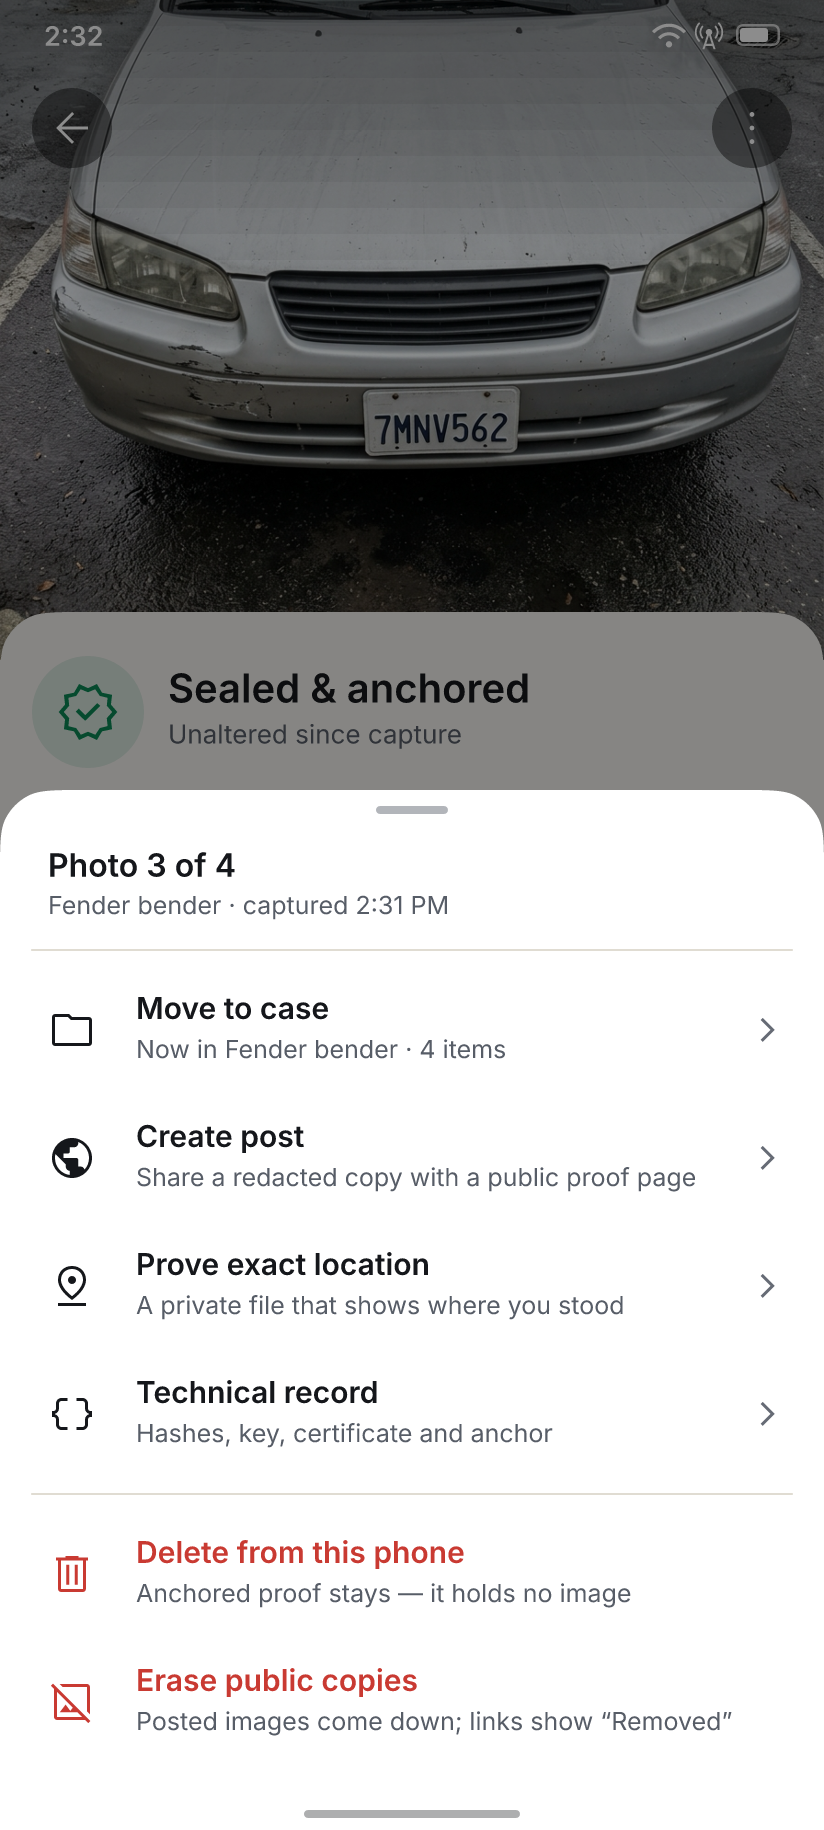 2:32
7MNV562
Sealed & anchored
Unaltered since capture
Photo 3 of 4
Fender bender · captured 2:31 PM
Move to case
Now in Fender bender · 4 items
Create post
Share a redacted copy with a public proof page
Prove exact location
A private file that shows where you stood
Technical record
Hashes, key, certificate and anchor
Delete from this phone
Anchored proof stays — it holds no image
Erase public copies
Posted images come down; links show “Removed”